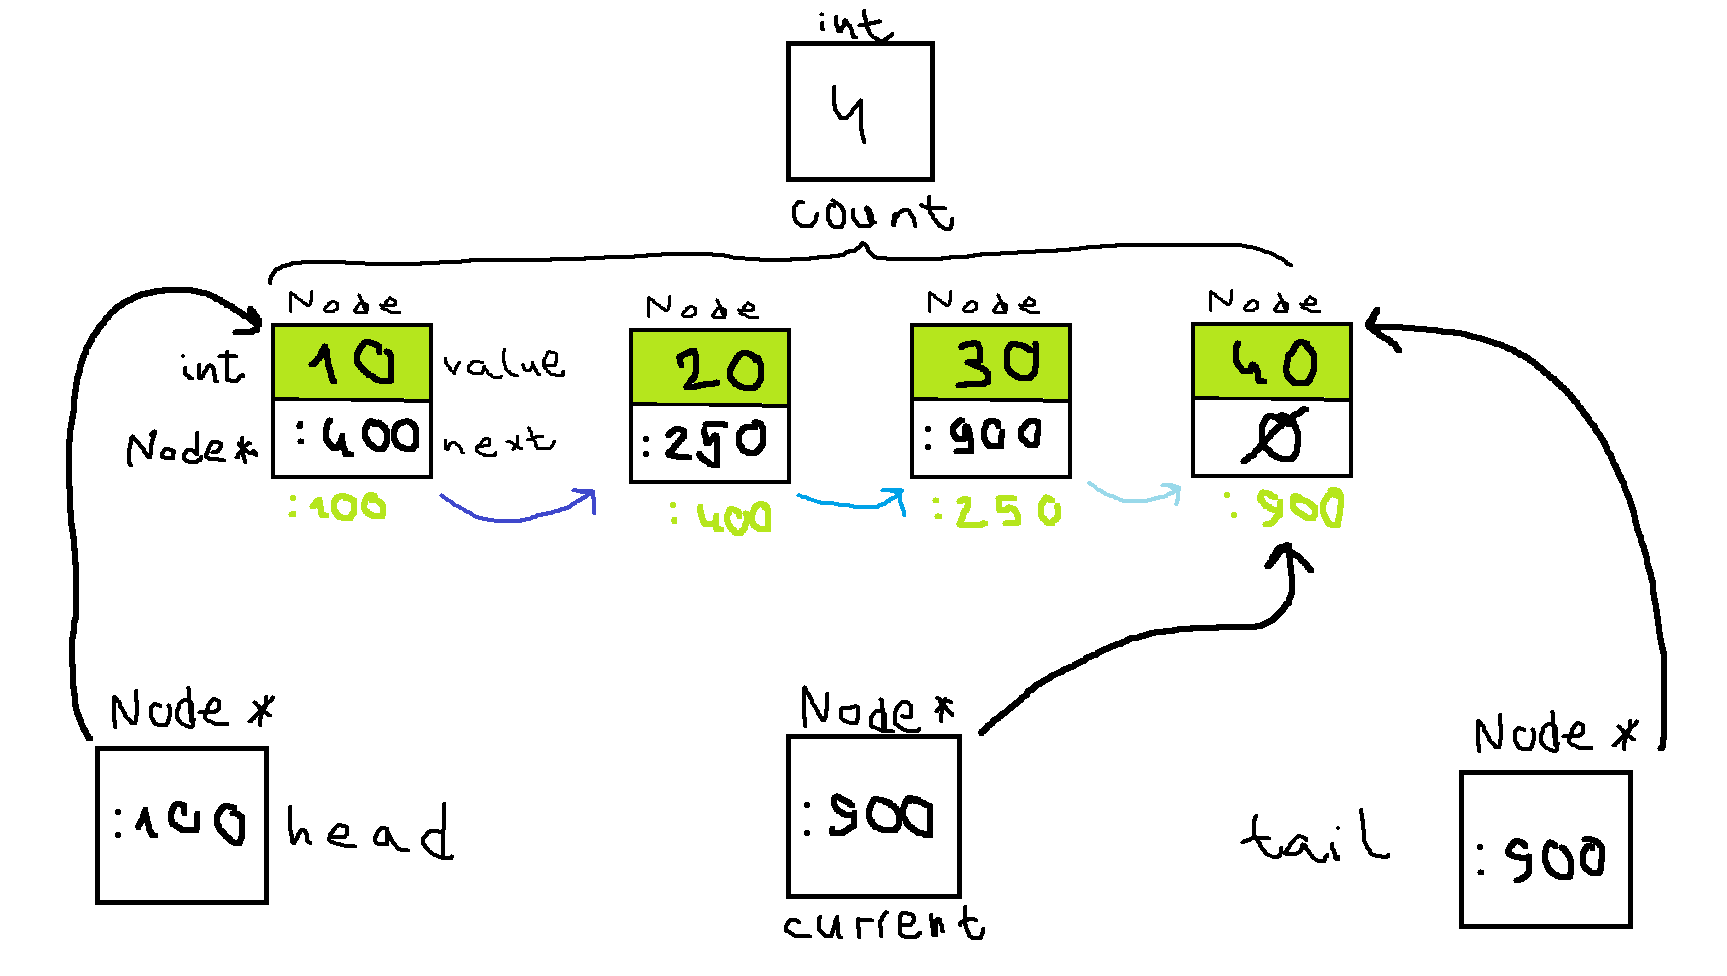 int
4
count
Node Node Node Node
int 10 value 20 30 40
Node* :400 next :250 :900 Ø
:100 :400 :250 :900
Node* Node* Node*
:100 head :900 tail :900
current